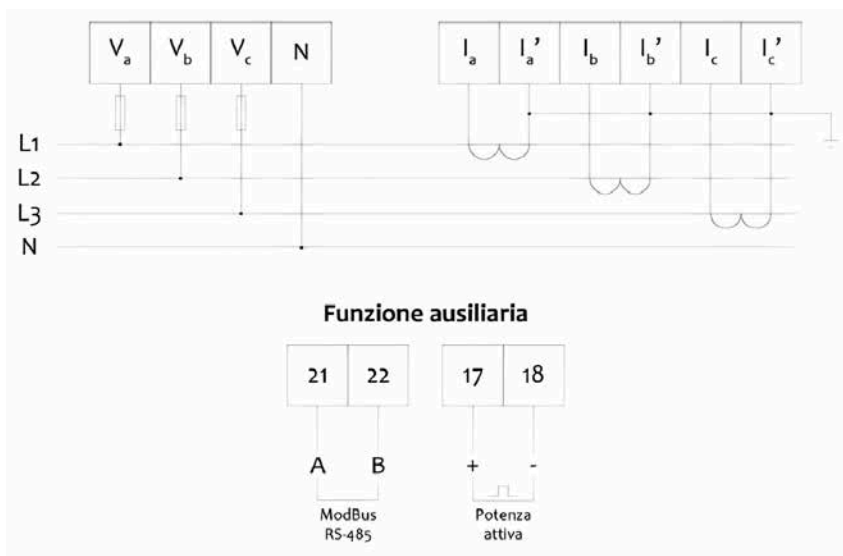 Va Vb Vc N Ia Ia’ Ib Ib’ Ic Ic’
L1
L2
L3
N
Funzione ausiliaria
21 22 17 18
A B + -
ModBus Potenza
RS-485 attiva